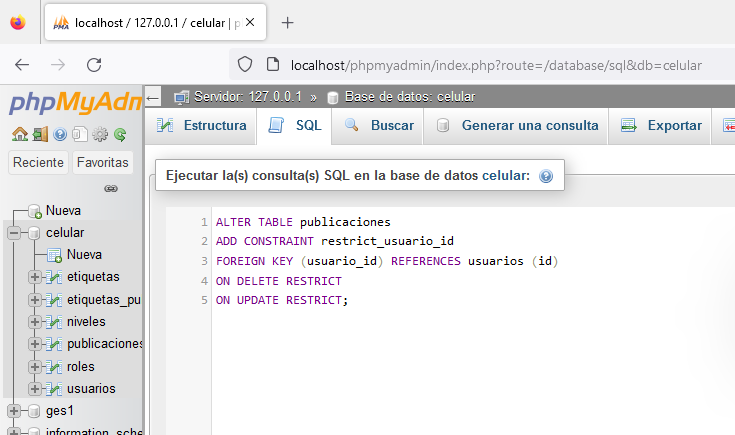 localhost / 127.0.0.1 / celular | p
localhost/phpmyadmin/index.php?route=/database/sql&db=celular
phpMyAdm
Servidor: 127.0.0.1 » Base de datos: celular
Estructura SQL Buscar Generar una consulta Exportar
Reciente Favoritas
Ejecutar la(s) consulta(s) SQL en la base de datos celular:
Nueva
celular
Nueva
etiquetas
etiquetas_pu
niveles
publicaciones
roles
usuarios
ges1
information_sche
1 ALTER TABLE publicaciones
2 ADD CONSTRAINT restrict_usuario_id
3 FOREIGN KEY (usuario_id) REFERENCES usuarios (id)
4 ON DELETE RESTRICT
5 ON UPDATE RESTRICT;